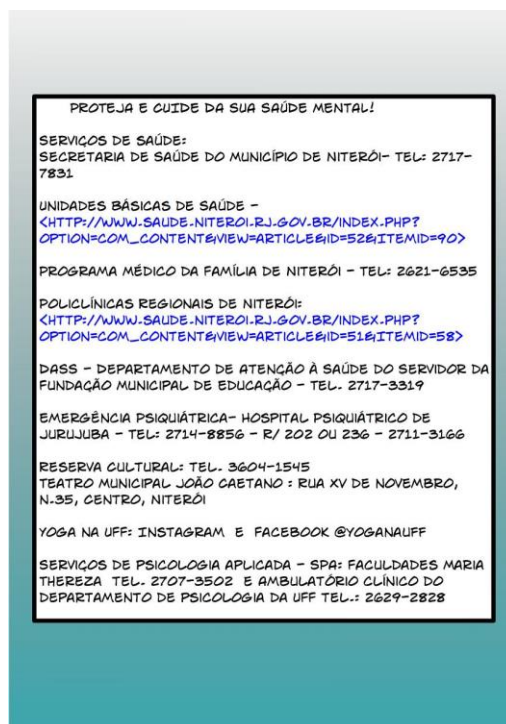 PROTEJA E CUIDE DA SUA SAÚDE MENTAL!
SERVIÇOS DE SAÚDE:
SECRETARIA DE SAÚDE DO MUNICÍPIO DE NITERÓI- TEL: 2717-
7831
UNIDADES BÁSICAS DE SAÚDE -
<HTTP://WWW.SAUDE.NITEROI.RJ.GOV.BR/INDEX.PHP?
OPTION=COM_CONTENT&VIEW=ARTICLE&ID=52&ITEMID=90>
PROGRAMA MÉDICO DA FAMÍLIA DE NITERÓI - TEL: 2621-6535
POLICLÍNICAS REGIONAIS DE NITERÓI:
<HTTP://WWW.SAUDE.NITEROI.RJ.GOV.BR/INDEX.PHP?
OPTION=COM_CONTENT&VIEW=ARTICLE&ID=51&ITEMID=58>
DASS - DEPARTAMENTO DE ATENÇÃO À SAÚDE DO SERVIDOR DA
FUNDAÇÃO MUNICIPAL DE EDUCAÇÃO - TEL. 2717-3319
EMERGÊNCIA PSIQUIÁTRICA- HOSPITAL PSIQUIÁTRICO DE
JURUJUBA - TEL: 2714-8856 - R/ 202 OU 236 - 2711-3166
RESERVA CULTURAL: TEL. 3604-1545
TEATRO MUNICIPAL JOÃO CAETANO : RUA XV DE NOVEMBRO,
N.35, CENTRO, NITERÓI
YOGA NA UFF: INSTAGRAM E FACEBOOK @YOGANAUFF
SERVIÇOS DE PSICOLOGIA APLICADA - SPA: FACULDADES MARIA
THEREZA TEL. 2707-3502 E AMBULATÓRIO CLÍNICO DO
DEPARTAMENTO DE PSICOLOGIA DA UFF TEL.: 2629-2828